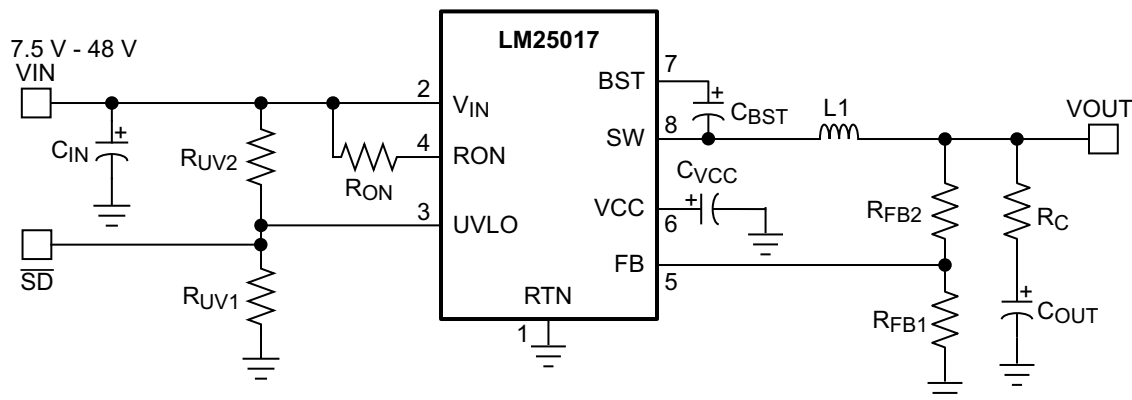 LM25017
7.5 V - 48 V
VIN
7
BST
2
VIN
CBST
L1
VOUT
8
SW
CIN
RUV2
4
RON
RON
CVCC
3
UVLO
VCC
6
RFB2
RC
SD
FB
5
RUV1
RTN
1
RFB1
COUT